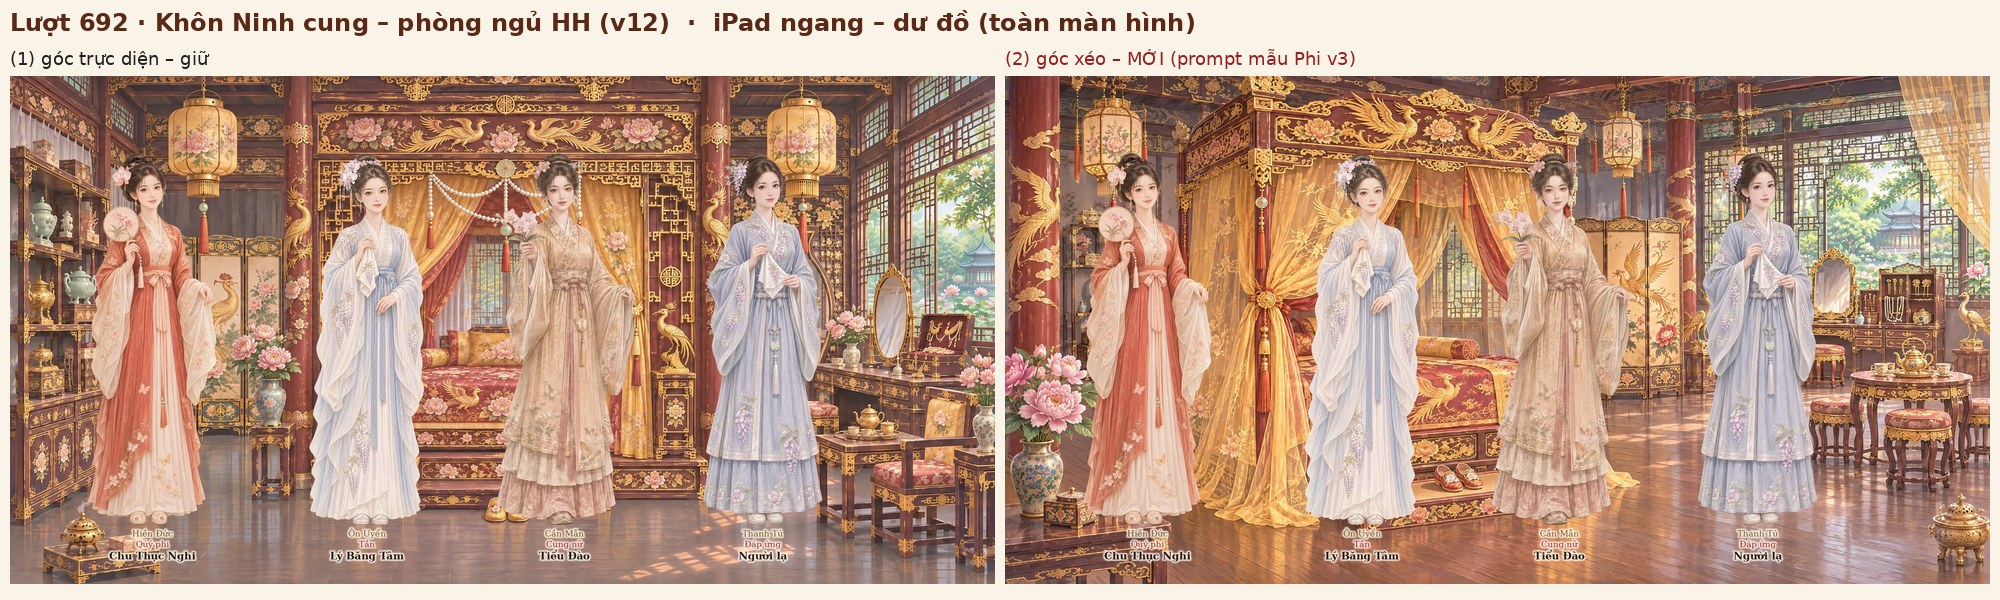 Lượt 692 · Khôn Ninh cung – phòng ngủ HH (v12)  ·  iPad ngang – dư đồ (toàn màn hình)
(1) góc trực diện – giữ
(2) góc xéo – MỚI (prompt mẫu Phi v3)
Hiền Đức
Quý phi
Chu Thục Nghi
Ôn Uyển
Tần
Lý Băng Tâm
Cần Mẫn
Cung nữ
Tiểu Đào
Thanh Tú
Đáp ứng
Người lạ
Hiền Đức
Quý phi
Chu Thục Nghi
Ôn Uyển
Tần
Lý Băng Tâm
Cần Mẫn
Cung nữ
Tiểu Đào
Thanh Tú
Đáp ứng
Người lạ